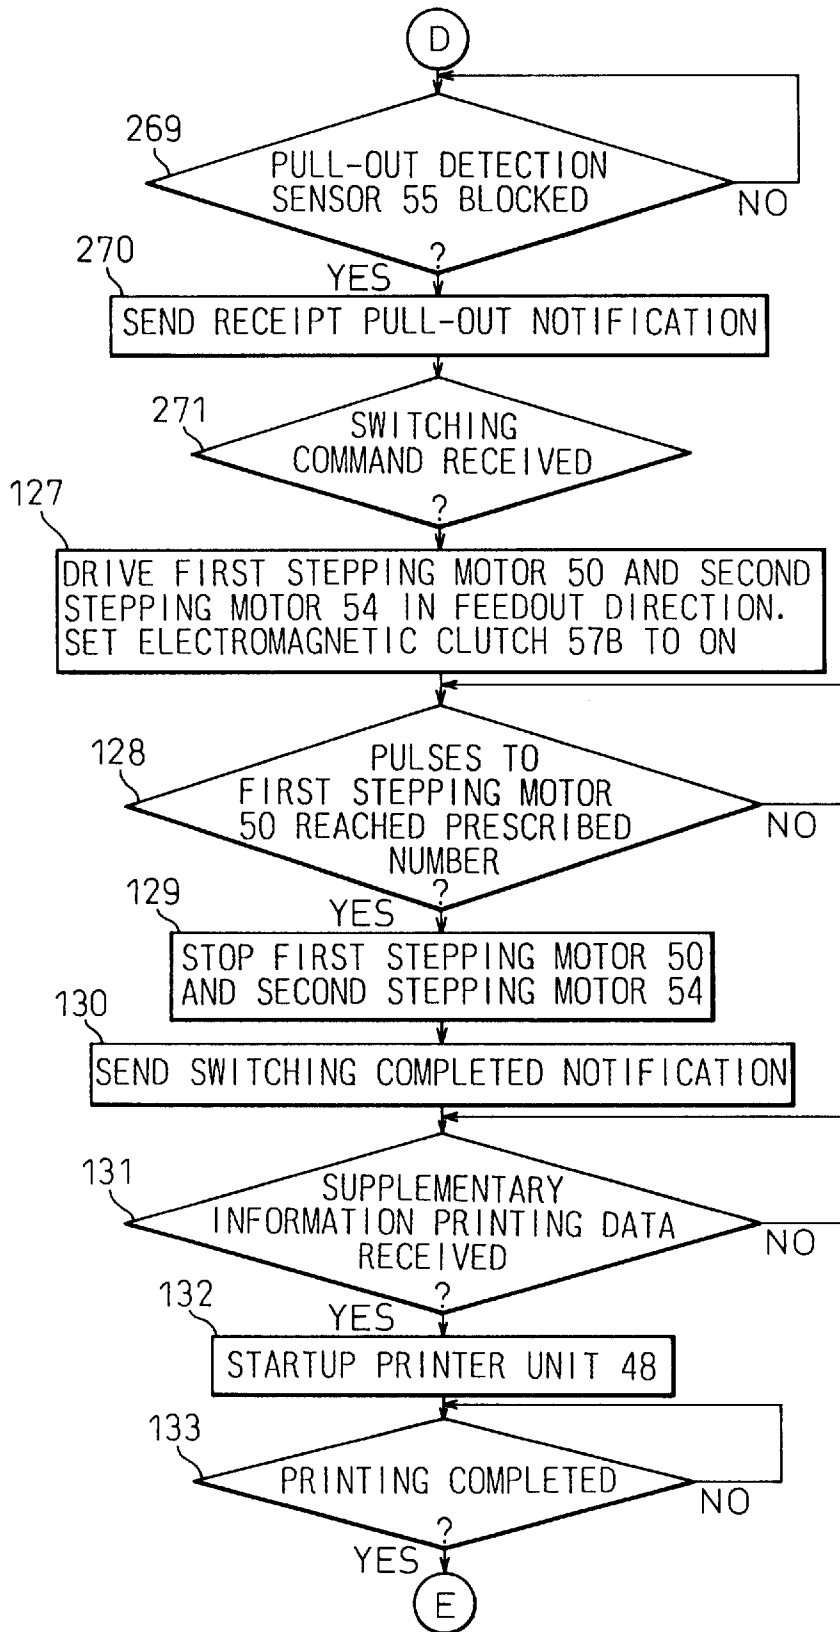 D
269
PULL-OUT DETECTION
SENSOR 55 BLOCKED
?
NO
YES
270
SEND RECEIPT PULL-OUT NOTIFICATION
271
SWITCHING
COMMAND RECEIVED
?
127
DRIVE FIRST STEPPING MOTOR 50 AND SECOND
STEPPING MOTOR 54 IN FEEDOUT DIRECTION.
SET ELECTROMAGNETIC CLUTCH 57B TO ON
128
PULSES TO
FIRST STEPPING MOTOR
50 REACHED PRESCRIBED
NUMBER
?
NO
YES
129
STOP FIRST STEPPING MOTOR 50
AND SECOND STEPPING MOTOR 54
130
SEND SWITCHING COMPLETED NOTIFICATION
131
SUPPLEMENTARY
INFORMATION PRINTING DATA
RECEIVED
?
NO
YES
132
STARTUP PRINTER UNIT 48
133
PRINTING COMPLETED
?
NO
YES
E